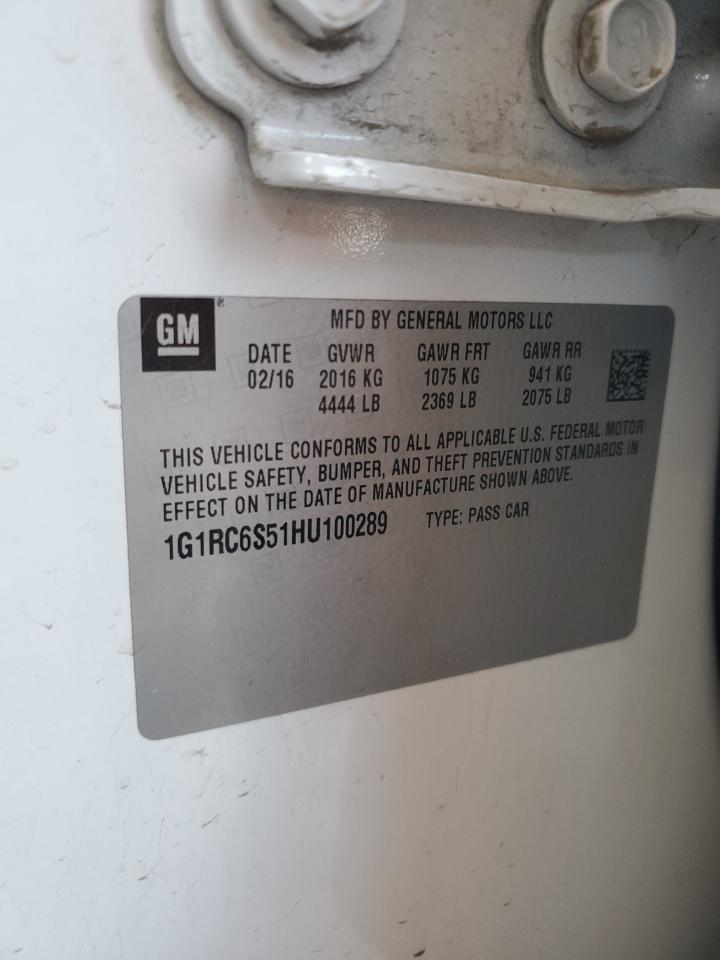 GM
MFD BY GENERAL MOTORS LLC
DATE GVWR GAWR FRT GAWR RR
02/16 2016 KG 1075 KG 941 KG
4444 LB 2369 LB 2075 LB
THIS VEHICLE CONFORMS TO ALL APPLICABLE U.S. FEDERAL MOTOR
VEHICLE SAFETY, BUMPER, AND THEFT PREVENTION STANDARDS IN
EFFECT ON THE DATE OF MANUFACTURE SHOWN ABOVE.
1G1RC6S51HU100289 TYPE: PASS CAR